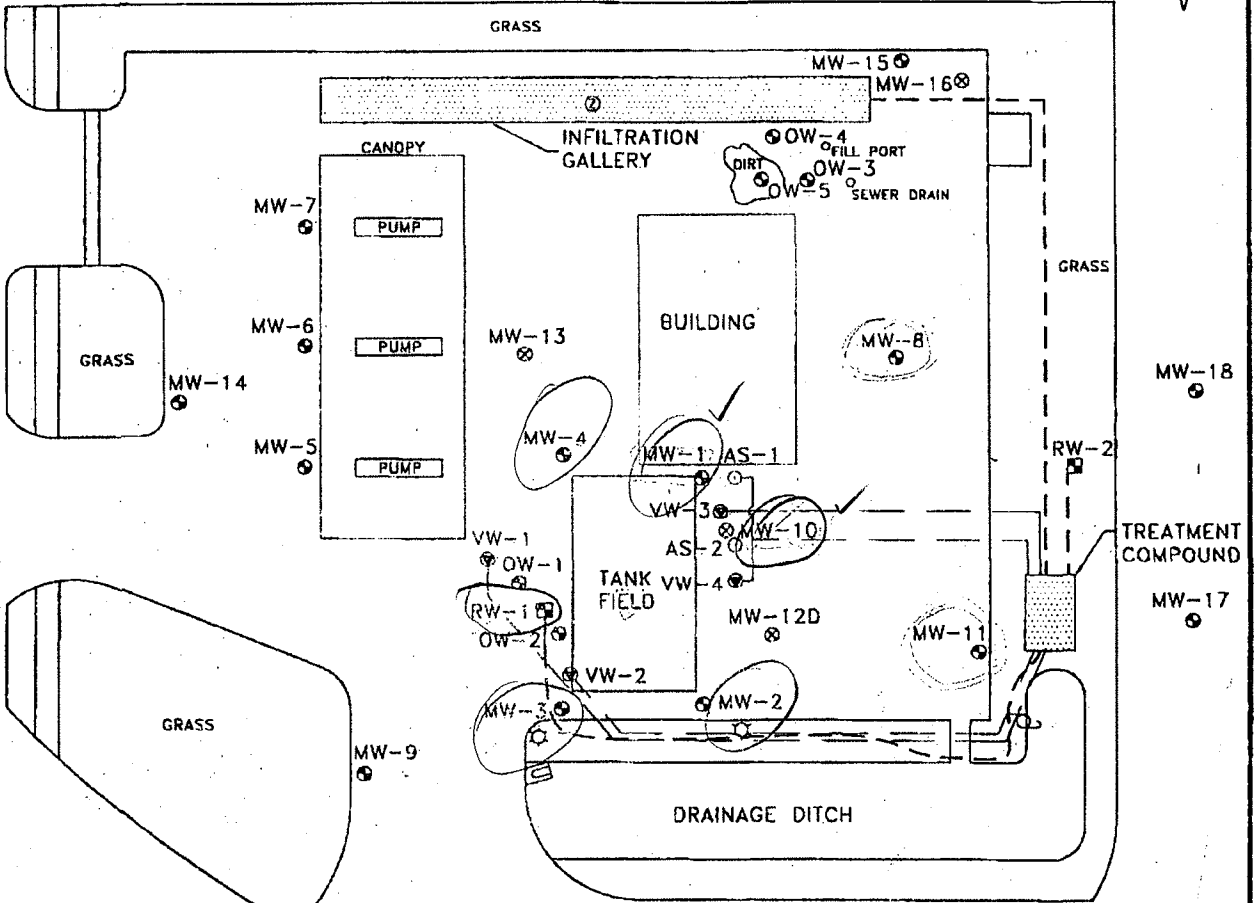 GRASS
MW-15
MW-16
INFILTRATION
GALLERY
OW-4
FILL PORT
CANOPY
DIRT
OW-3
OW-5
SEWER DRAIN
MW-7
PUMP
GRASS
BUILDING
MW-6
PUMP
MW-13
MW-8
GRASS
MW-14
MW-18
MW-4
MW-5
PUMP
MW-1
AS-1
RW-2
VW-3
MW-10
AS-2
TREATMENT
COMPOUND
VW-1
OW-1
TANK
FIELD
VW-4
RW-1
MW-12D
MW-17
OW-2
MW-11
VW-2
MW-3
MW-2
GRASS
MW-9
DRAINAGE DITCH